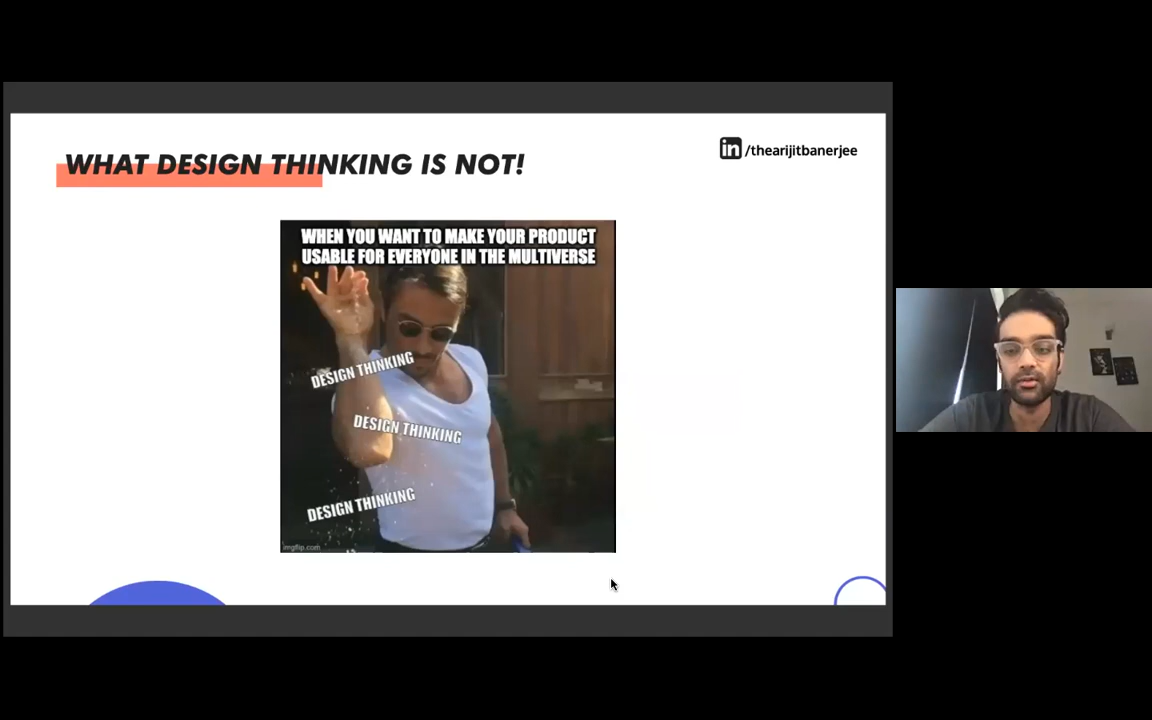 WHAT DESIGN THINKING IS NOT!
in /thearijitbanerjee
WHEN YOU WANT TO MAKE YOUR PRODUCT
USABLE FOR EVERYONE IN THE MULTIVERSE
DESIGN THINKING
DESIGN THINKING
DESIGN THINKING
imgflip.com